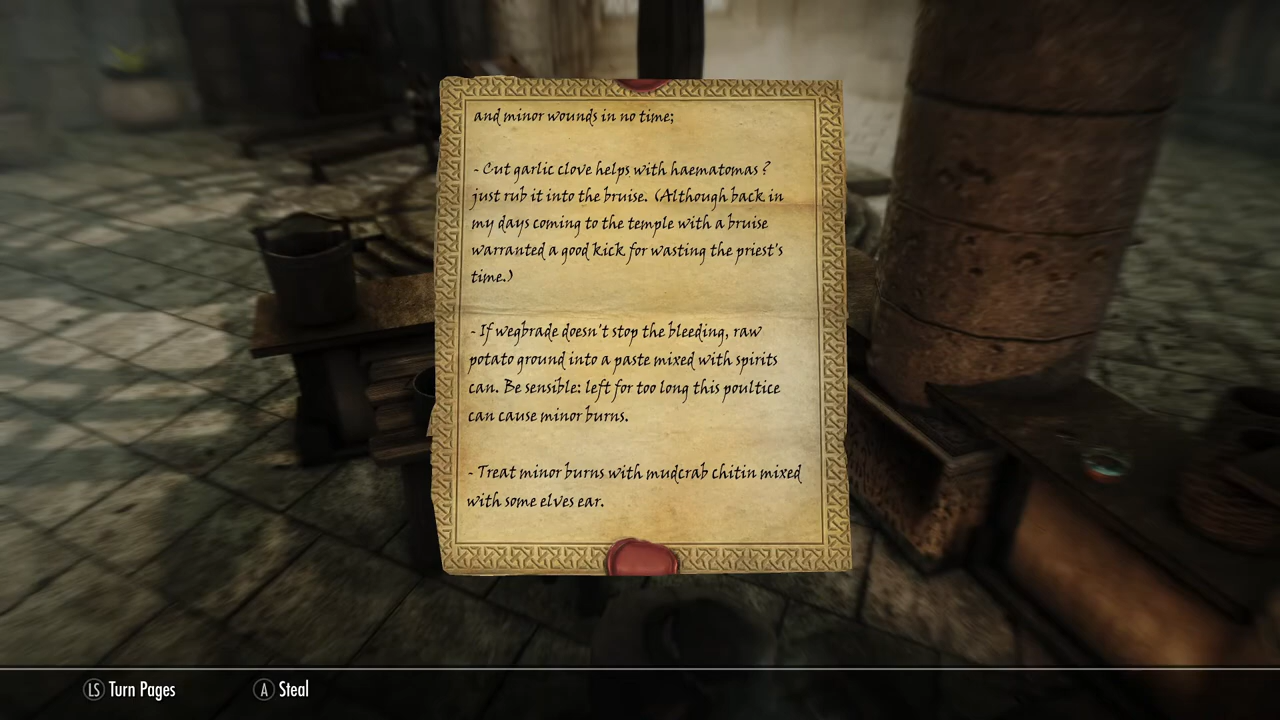 and minor wounds in no time;
- Cut garlic clove helps with haematomas ?
just rub it into the bruise. (Although back in
my days coming to the temple with a bruise
warranted a good kick for wasting the priest's
time.)
- If wegbrade doesn't stop the bleeding, raw
potato ground into a paste mixed with spirits
can. Be sensible: left for too long this poultice
can cause minor burns.
- Treat minor burns with mudcrab chitin mixed
with some elves ear.
LS Turn Pages
A Steal